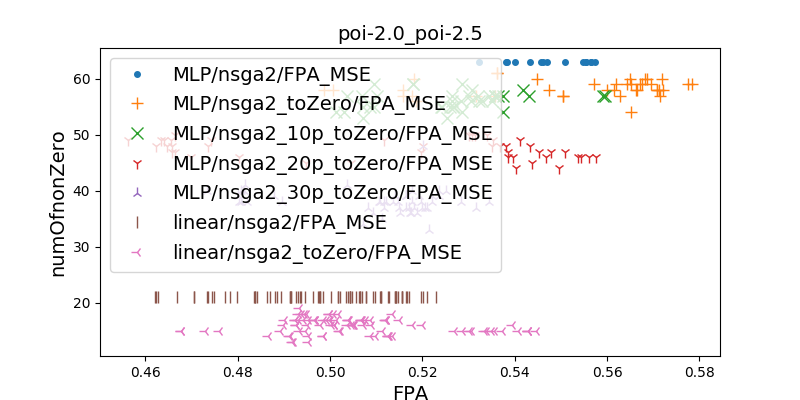 poi-2.0_poi-2.5
numOfnonZero
60
50
40
30
20
MLP/nsga2/FPA_MSE
MLP/nsga2_toZero/FPA_MSE
MLP/nsga2_10p_toZero/FPA_MSE
MLP/nsga2_20p_toZero/FPA_MSE
MLP/nsga2_30p_toZero/FPA_MSE
linear/nsga2/FPA_MSE
linear/nsga2_toZero/FPA_MSE
0.46 0.48 0.50 0.52 0.54 0.56 0.58
FPA